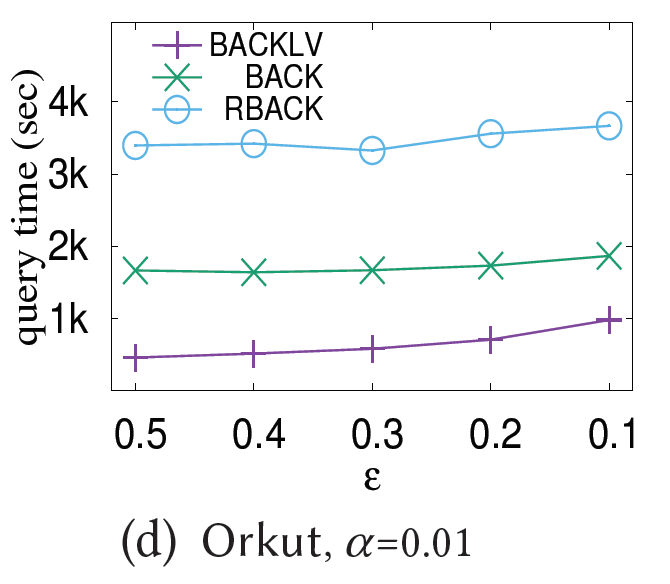 BACKLV
BACK
RBACK
query time (sec)
4k
3k
2k
1k
0.5 0.4 0.3 0.2 0.1
ε
(d) Orkut, α=0.01